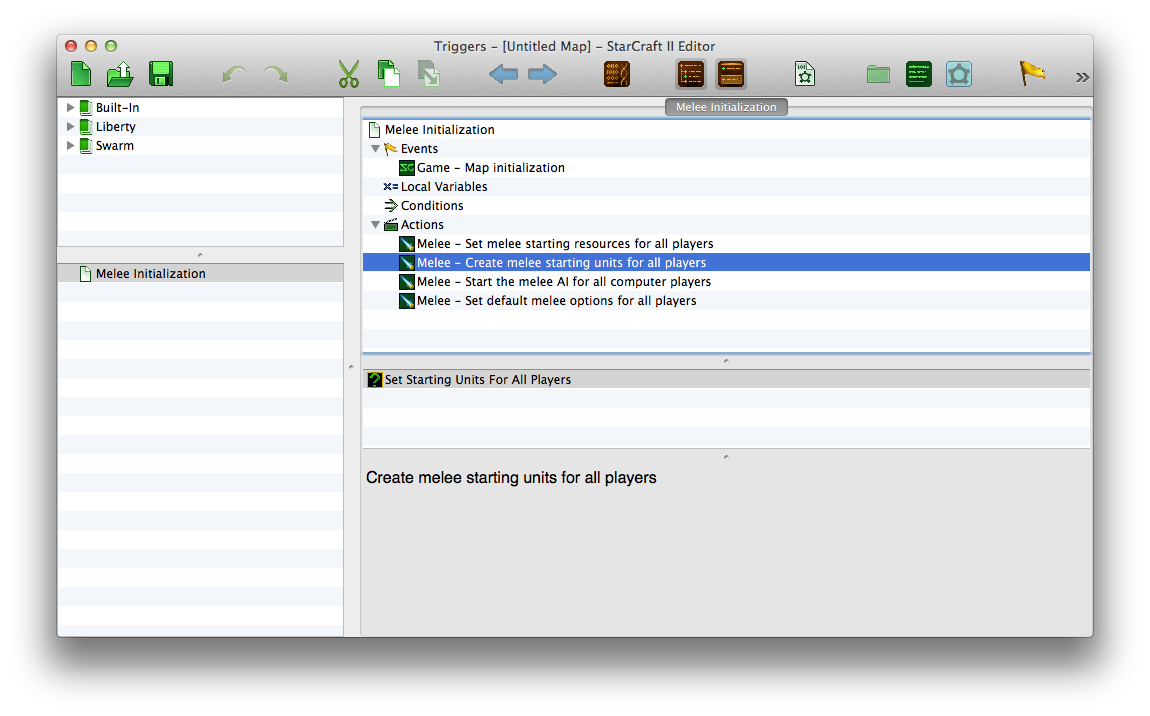 Triggers – [Untitled Map] – StarCraft II Editor
Built-In
Liberty
Swarm
Melee Initialization
Melee Initialization
Melee Initialization
Events
Game – Map initialization
Local Variables
Conditions
Actions
Melee – Set melee starting resources for all players
Melee – Create melee starting units for all players
Melee – Start the melee AI for all computer players
Melee – Set default melee options for all players
Set Starting Units For All Players
Create melee starting units for all players